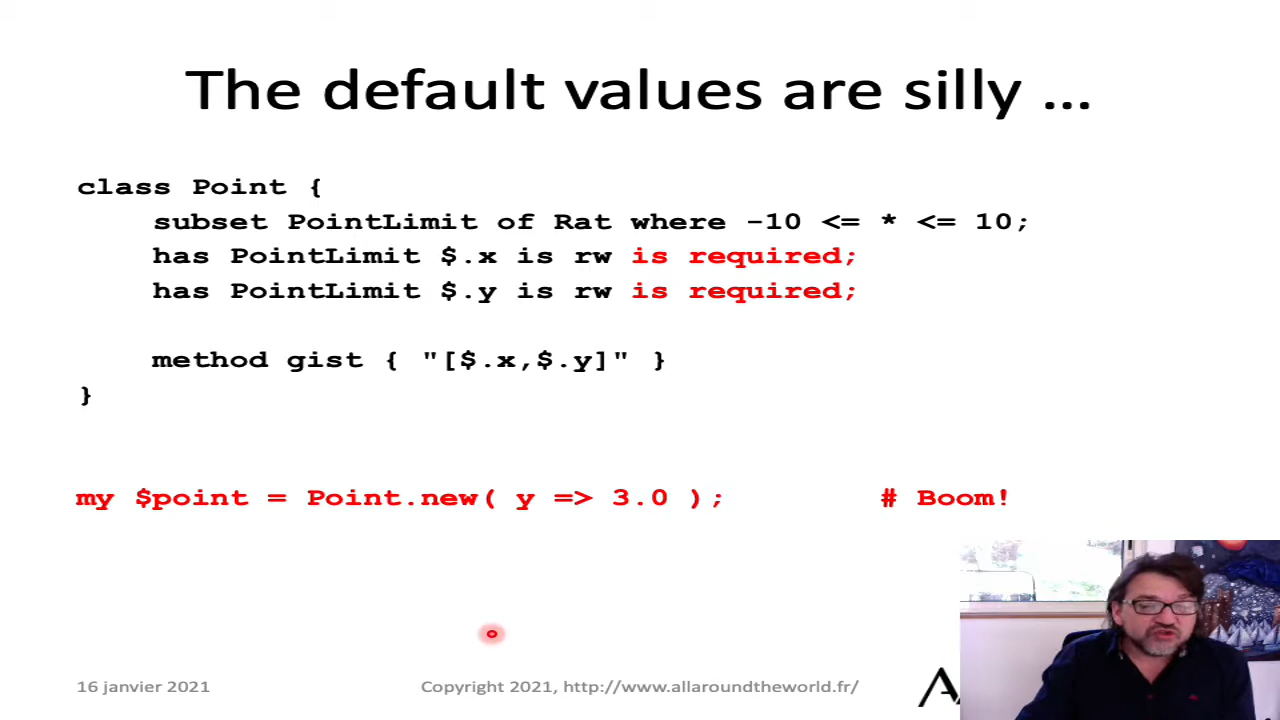 The default values are silly ...
class Point {
subset PointLimit of Rat where -10 <= * <= 10;
has PointLimit $.x is rw is required;
has PointLimit $.y is rw is required;
method gist { "[$.x,$.y]" }
}
my $point = Point.new( y => 3.0 ); # Boom!
16 janvier 2021
Copyright 2021, http://www.allaroundtheworld.fr/